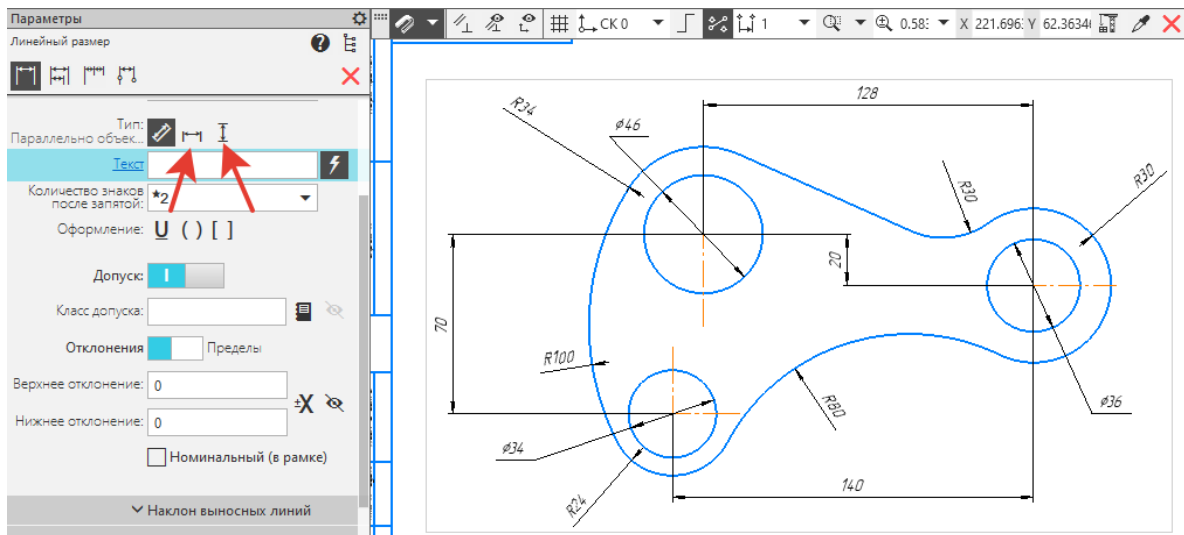 Параметры
Линейный размер
Тип:
Параллельно объек...
Текст
Количество знаков
после запятой:
*2
Оформление: U ( ) [ ]
Допуск: I
Класс допуска:
Отклонения Пределы
Верхнее отклонение: 0
±X
Нижнее отклонение: 0
Номинальный (в рамке)
Наклон выносных линий
СК 0
1
0.58
X 221.696
Y 62.3634
R34
128
ø46
R30
R30
20
70
R100
R80
ø36
ø34
140
R24